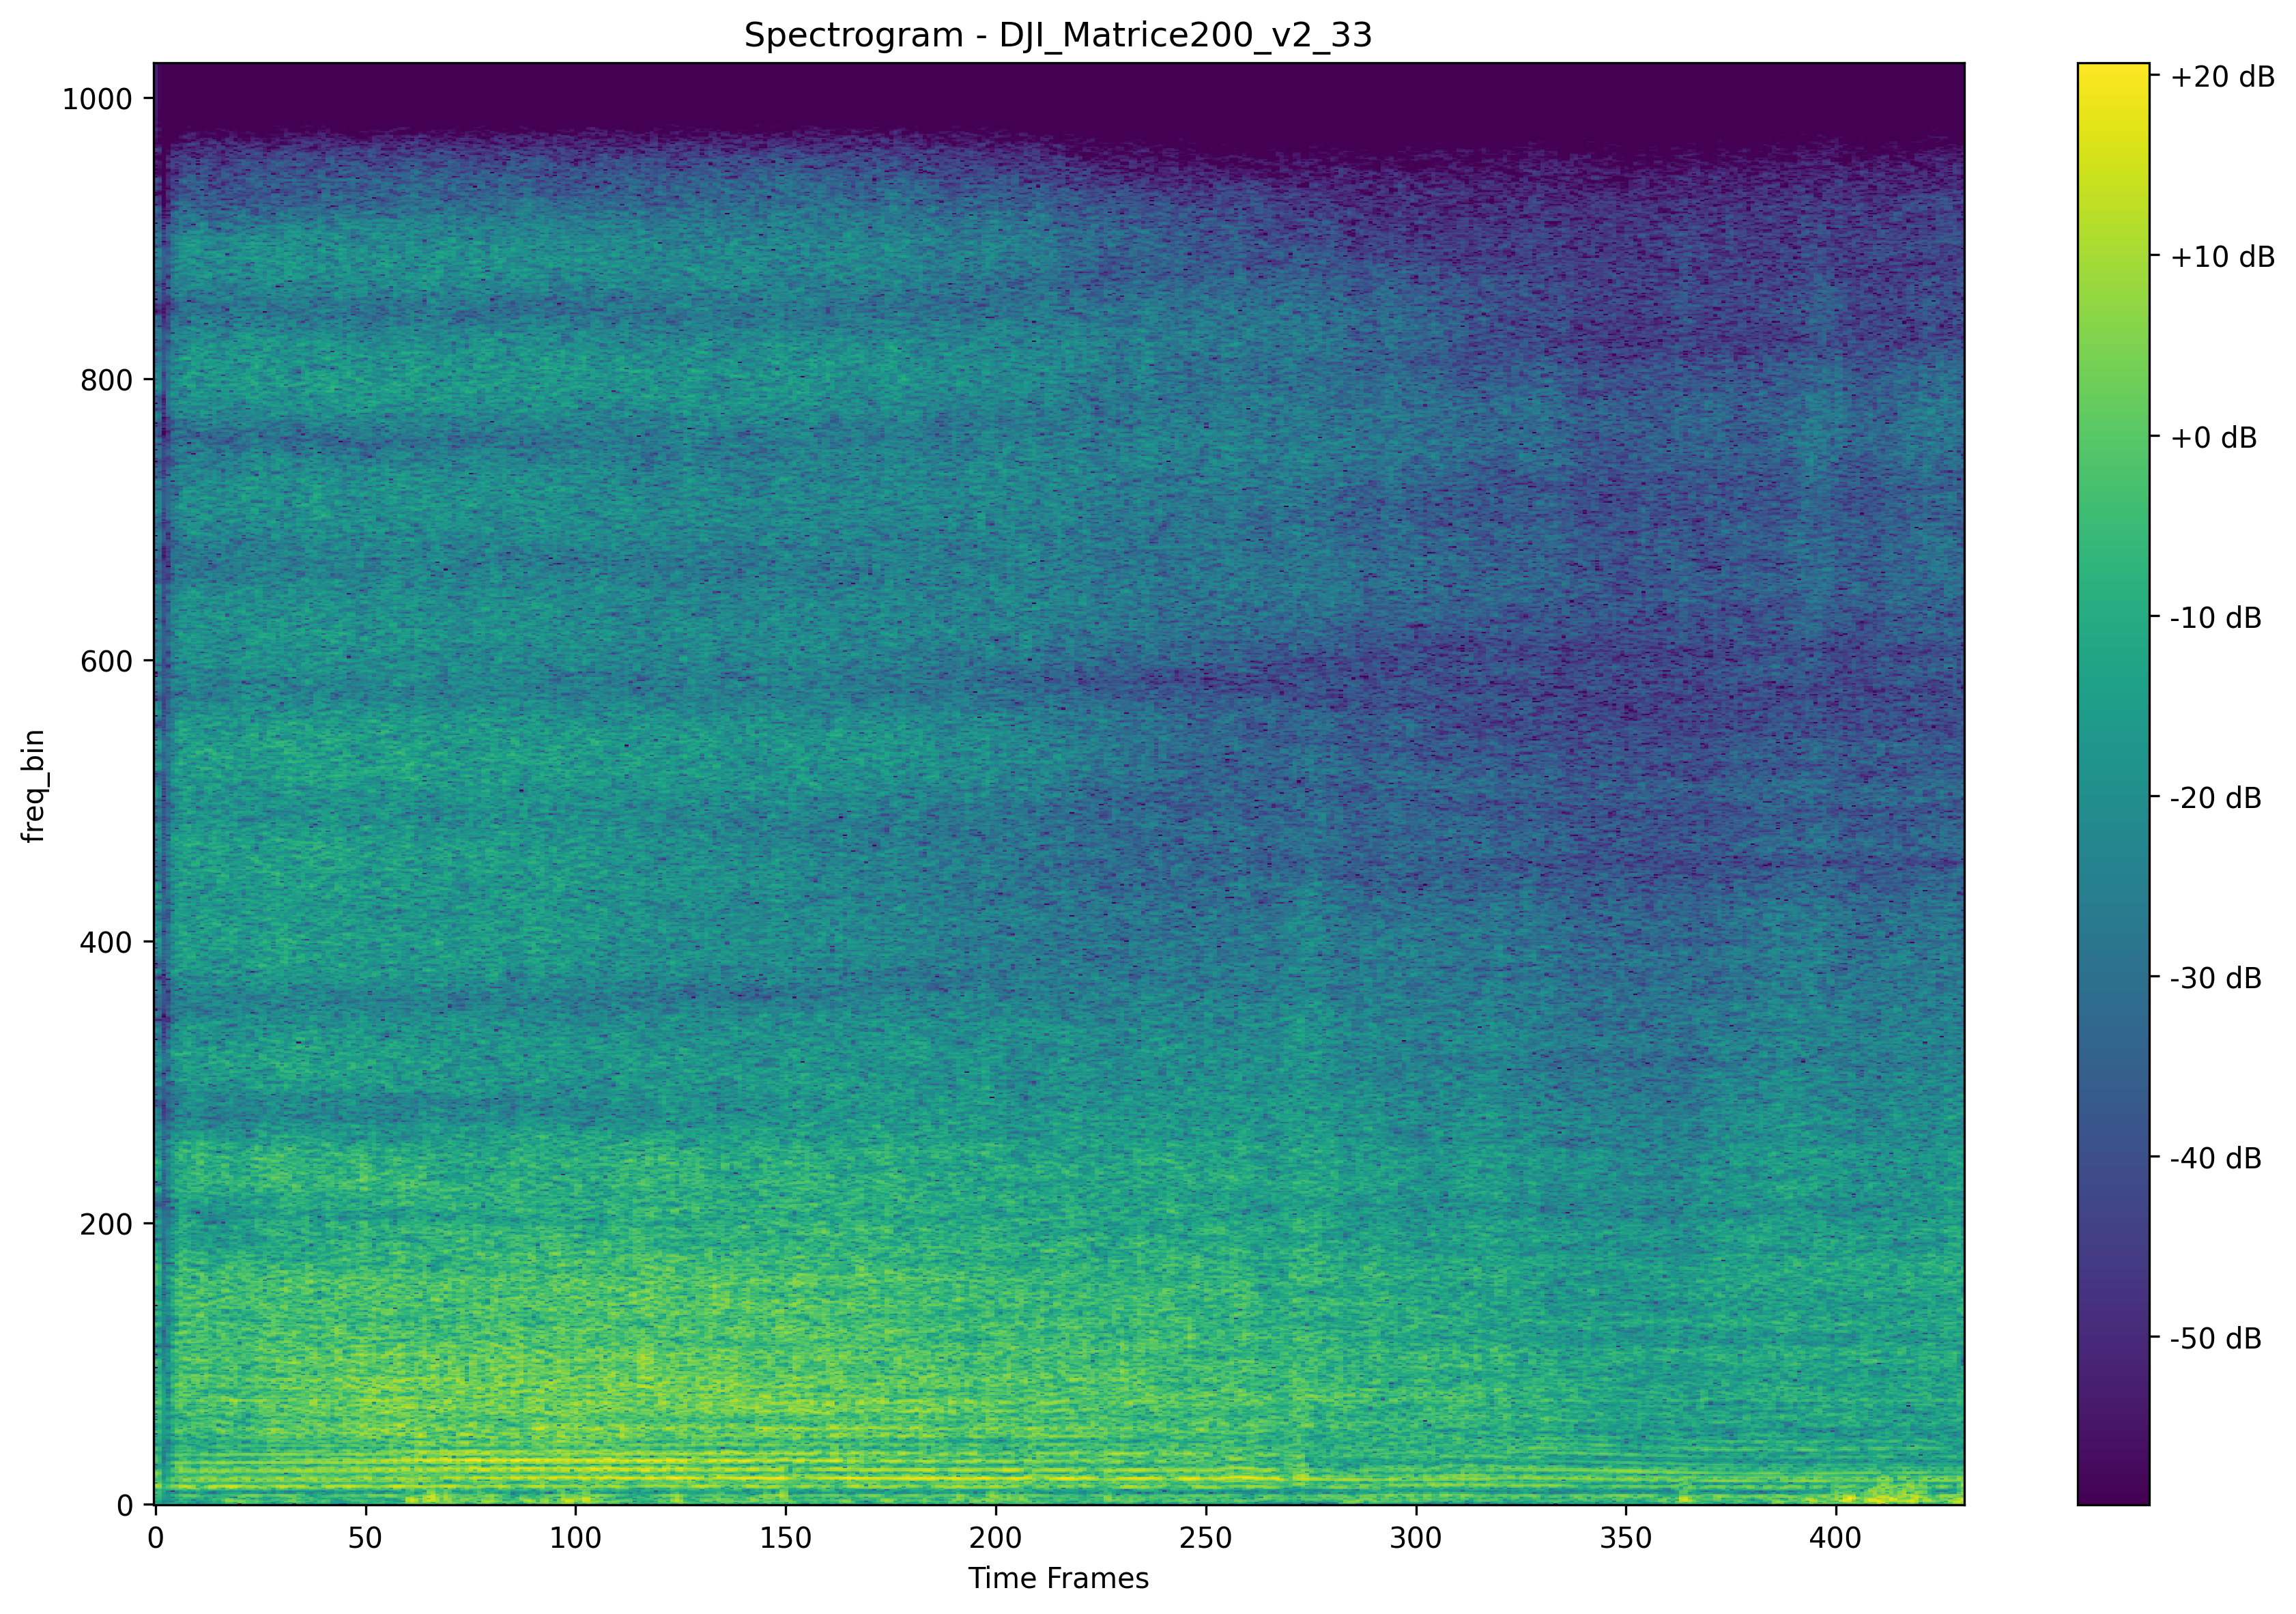 Spectrogram - DJI_Matrice200_v2_33
freq_bin
1000
800
600
400
200
0
0 50 100 150 200 250 300 350 400
Time Frames
+20 dB
+10 dB
+0 dB
-10 dB
-20 dB
-30 dB
-40 dB
-50 dB